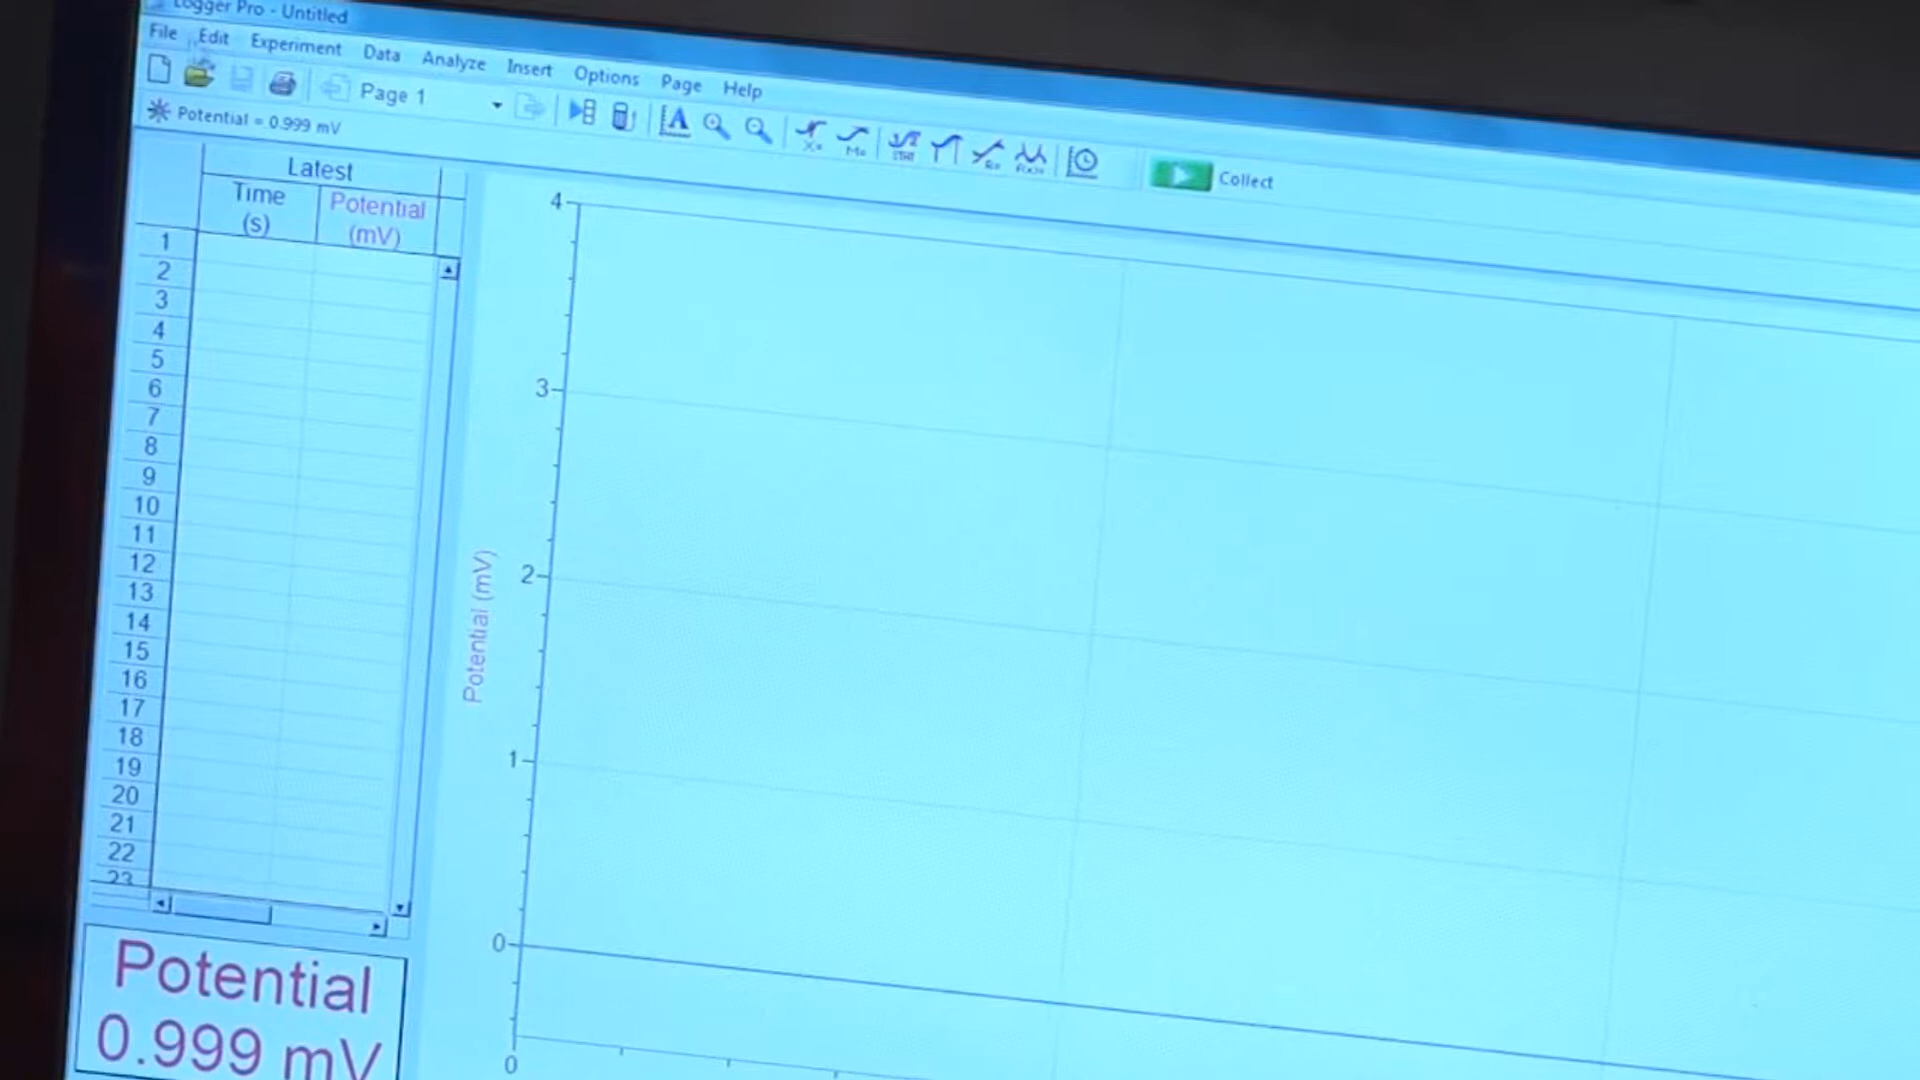 Logger Pro - Untitled
File Edit Experiment Data Analyze Insert Options Page Help
Page 1
Collect
Potential = 0.999 mV
Latest
Time
(s)
Potential
(mV)
1
2
3
4
5
6
7
8
9
10
11
12
13
14
15
16
17
18
19
20
21
22
23
4
3
2
1
0
0
Potential (mV)
Potential
0.999 mV